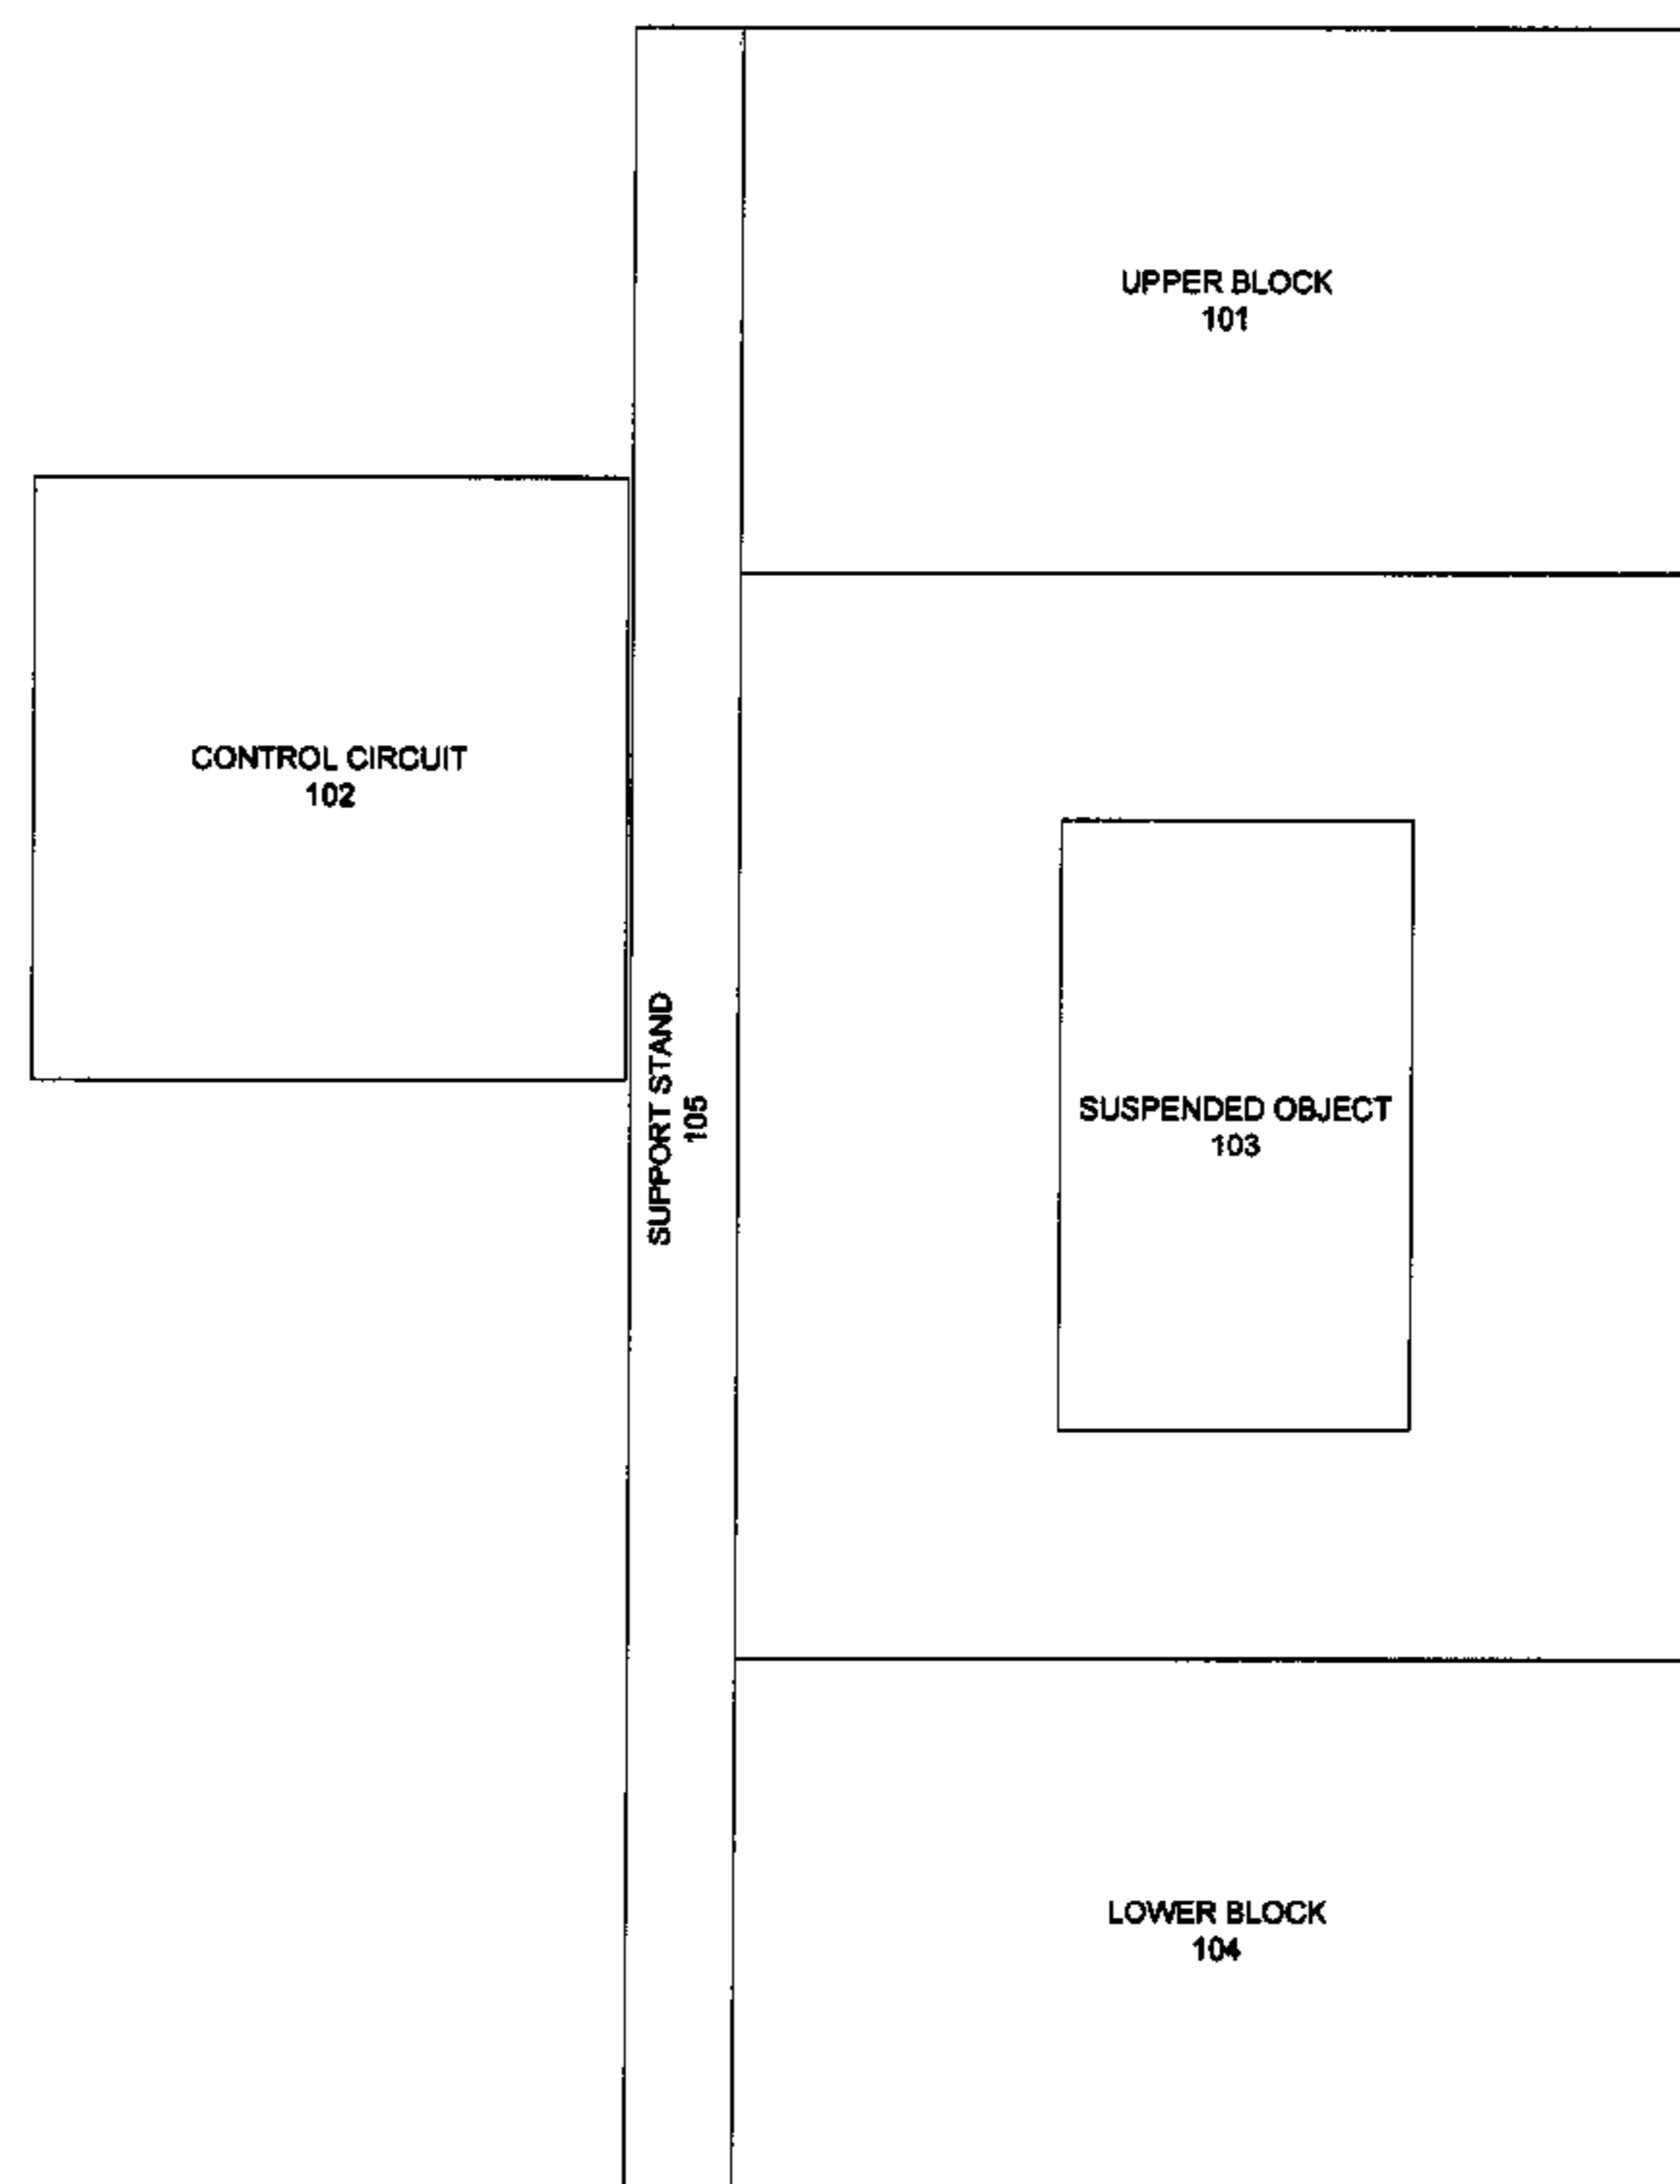 UPPER BLOCK
101
CONTROL CIRCUIT
102
SUPPORT STAND
105
SUSPENDED OBJECT
103
LOWER BLOCK
104